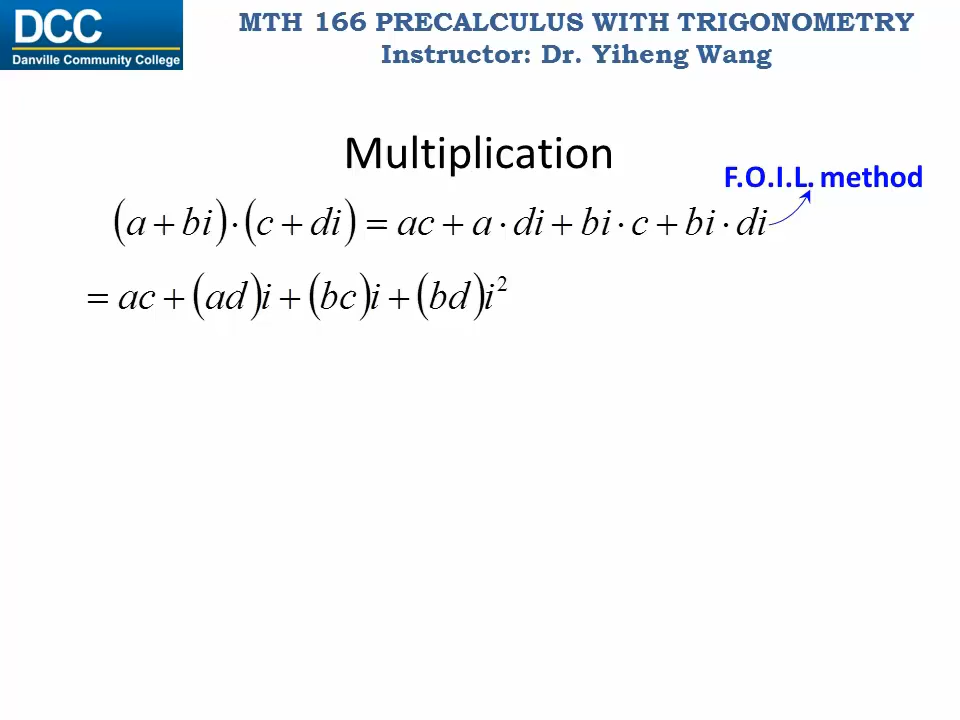 DCC
Danville Community College
MTH 166 PRECALCULUS WITH TRIGONOMETRY
Instructor: Dr. Yiheng Wang
Multiplication
F.O.I.L. method
(a + bi) · (c + di) = ac + a · di + bi · c + bi · di
= ac + (ad)i + (bc)i + (bd)i²